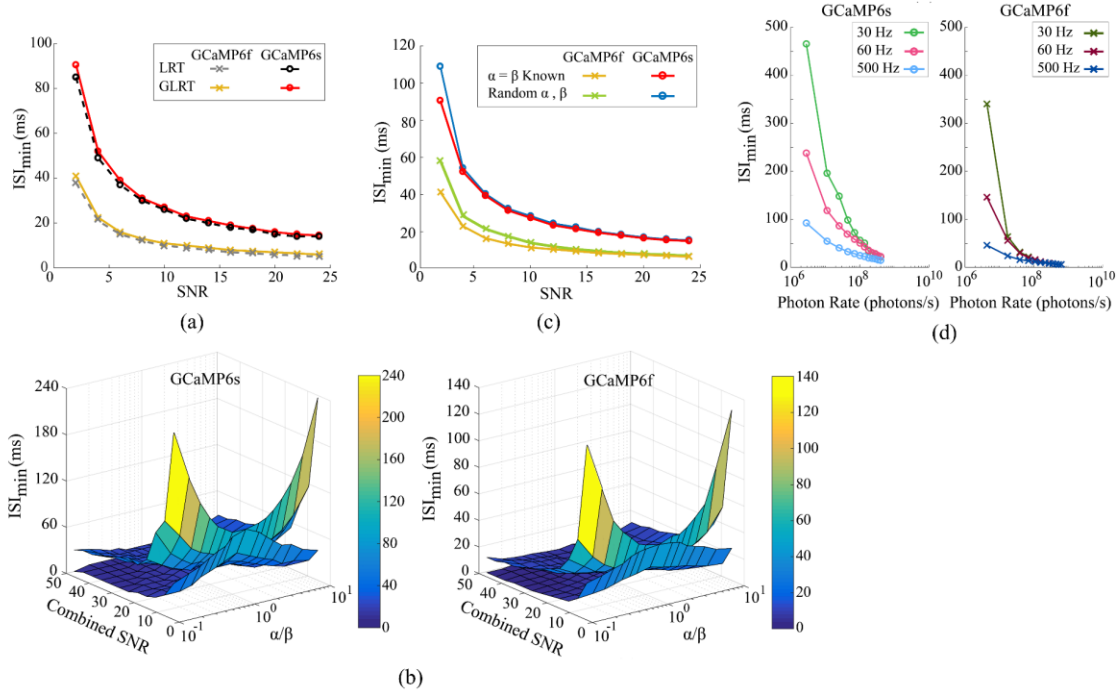 GCaMP6f GCaMP6s
LRT
GLRT
100
80
60
40
20
0
ISI_min (ms)
0 5 10 15 20 25
SNR
(a)
GCaMP6f GCaMP6s
α = β Known
Random α , β
120
100
80
60
40
20
0
ISI_min (ms)
0 5 10 15 20 25
SNR
(c)
GCaMP6s
30 Hz
60 Hz
500 Hz
500
400
300
200
100
0
ISI_min (ms)
10^6 10^8 10^10
Photon Rate (photons/s)
GCaMP6f
30 Hz
60 Hz
500 Hz
500
400
300
200
100
0
10^6 10^8 10^10
Photon Rate (photons/s)
(d)
GCaMP6s
240
180
120
60
0
ISI_min (ms)
50 40 30 20 10 0
Combined SNR
10^-1 10^0 10^1
α/β
240
200
160
120
80
40
0
GCaMP6f
140
120
100
80
60
40
20
0
ISI_min (ms)
50 40 30 20 10 0
Combined SNR
10^-1 10^0 10^1
α/β
140
120
100
80
60
40
20
0
(b)